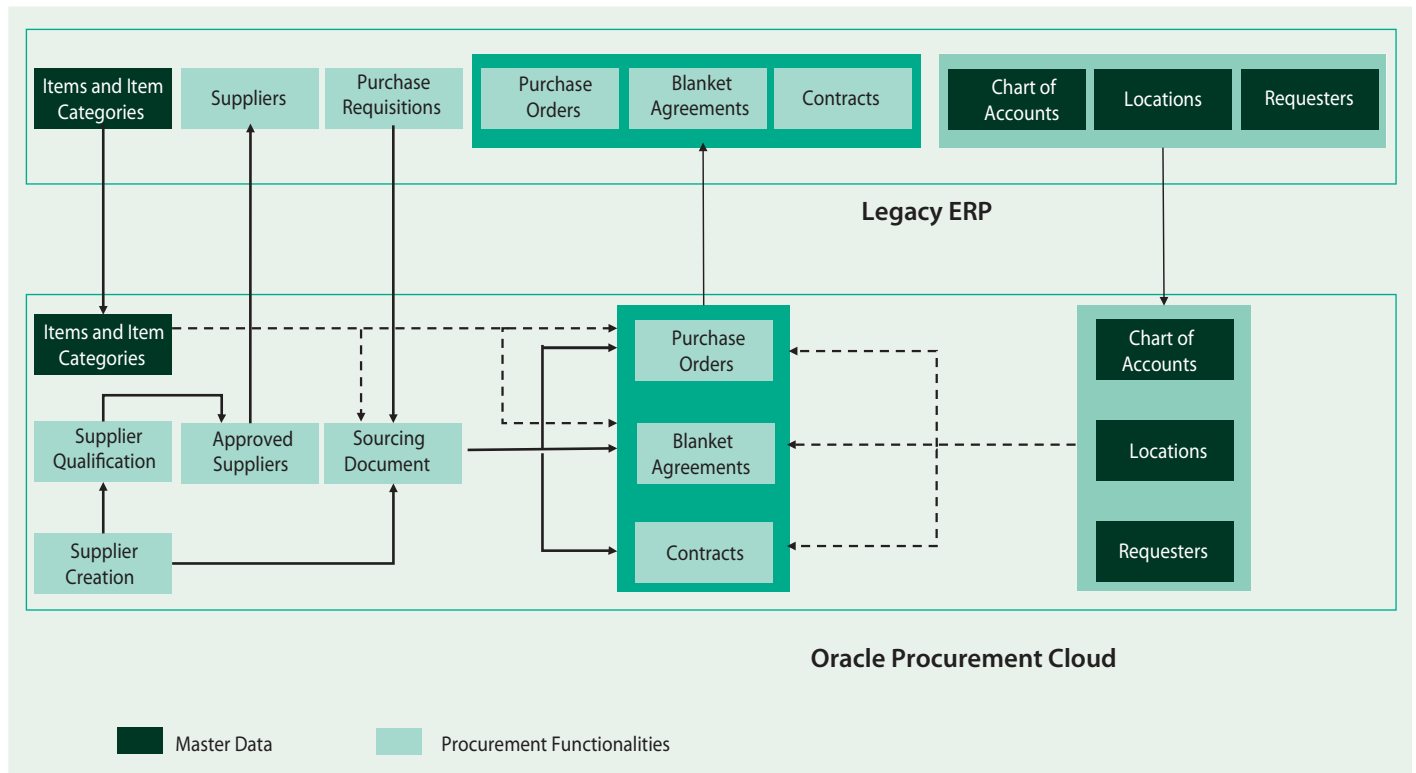 Items and Item
Categories
Suppliers
Purchase
Requisitions
Purchase
Orders
Blanket
Agreements
Contracts
Chart of
Accounts
Locations
Requesters
Legacy ERP
Items and Item
Categories
Supplier
Qualification
Approved
Suppliers
Sourcing
Document
Supplier
Creation
Purchase
Orders
Blanket
Agreements
Contracts
Chart of
Accounts
Locations
Requesters
Oracle Procurement Cloud
Master Data
Procurement Functionalities